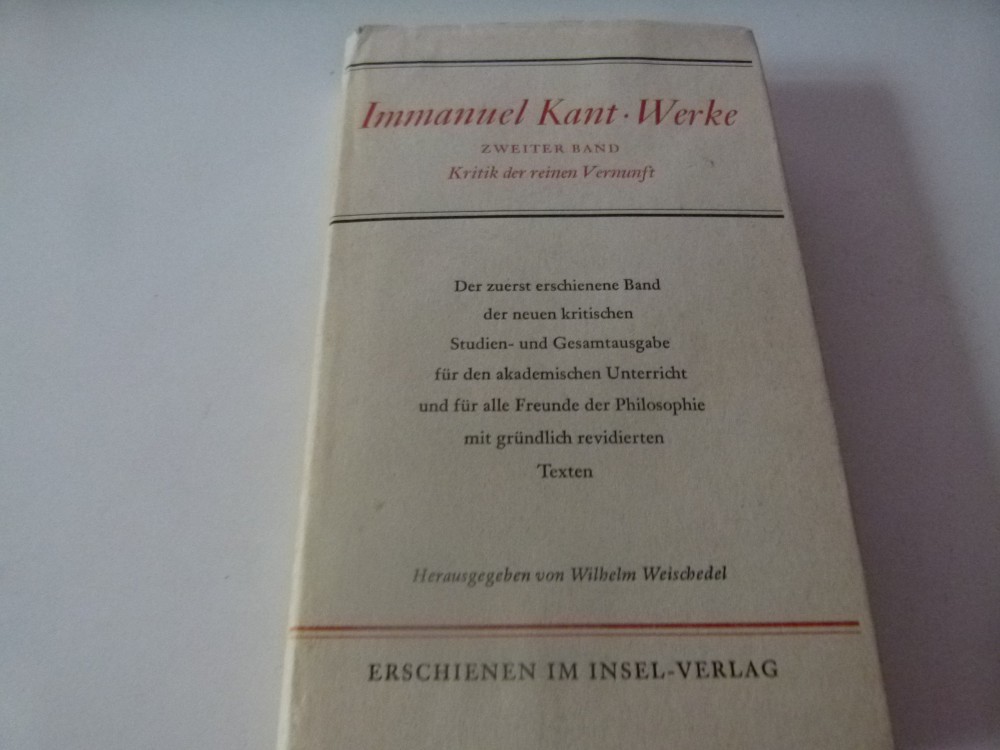 Immanuel Kant · Werke
ZWEITER BAND
Kritik der reinen Vernunft
Der zuerst erschienene Band
der neuen kritischen
Studien- und Gesamtausgabe
für den akademischen Unterricht
und für alle Freunde der Philosophie
mit gründlich revidierten
Texten
Herausgegeben von Wilhelm Weischedel
ERSCHIENEN IM INSEL-VERLAG